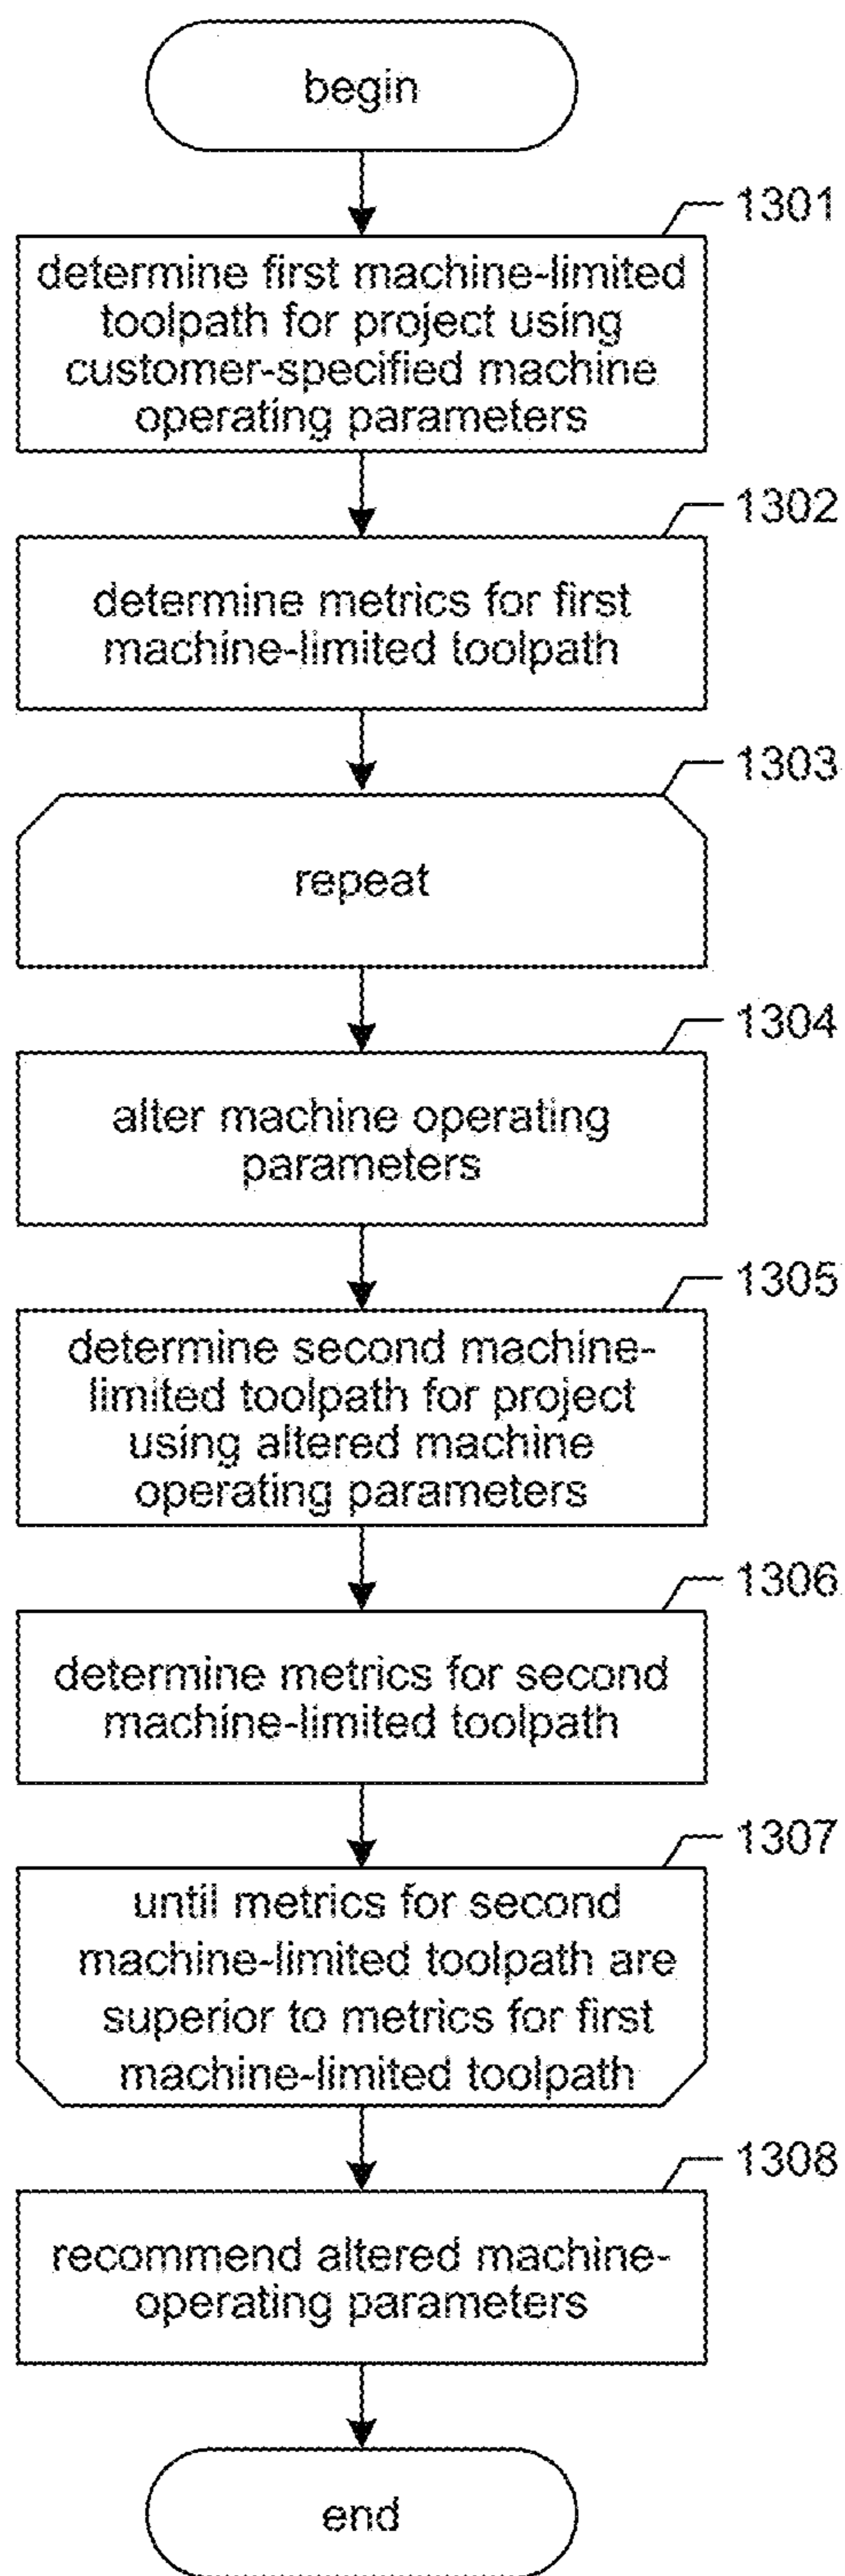 begin
1301
determine first machine-limited
toolpath for project using
customer-specified machine
operating parameters
1302
determine metrics for first
machine-limited toolpath
1303
repeat
1304
alter machine operating
parameters
1305
determine second machine-
limited toolpath for project
using altered machine
operating parameters
1306
determine metrics for second
machine-limited toolpath
1307
until metrics for second
machine-limited toolpath are
superior to metrics for first
machine-limited toolpath
1308
recommend altered machine-
operating parameters
end